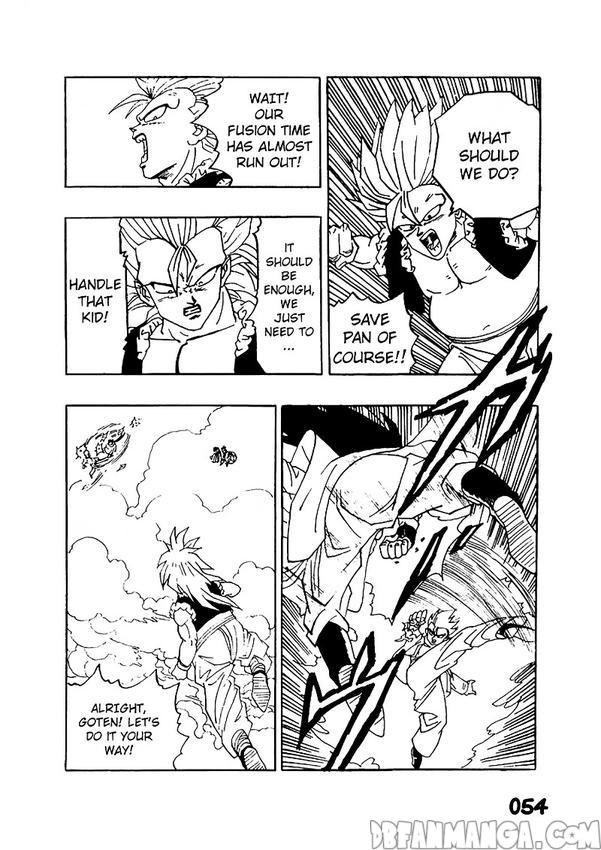 WHAT
SHOULD
WE DO?
SAVE
PAN OF
COURSE!!
WAIT!
OUR
FUSION TIME
HAS ALMOST
RUN OUT!
IT
SHOULD
BE
ENOUGH,
WE
JUST
NEED TO
...
HANDLE
THAT
KID!
ALRIGHT,
GOTEN! LET'S
DO IT YOUR
WAY!
054
DBFANMANGA.COM